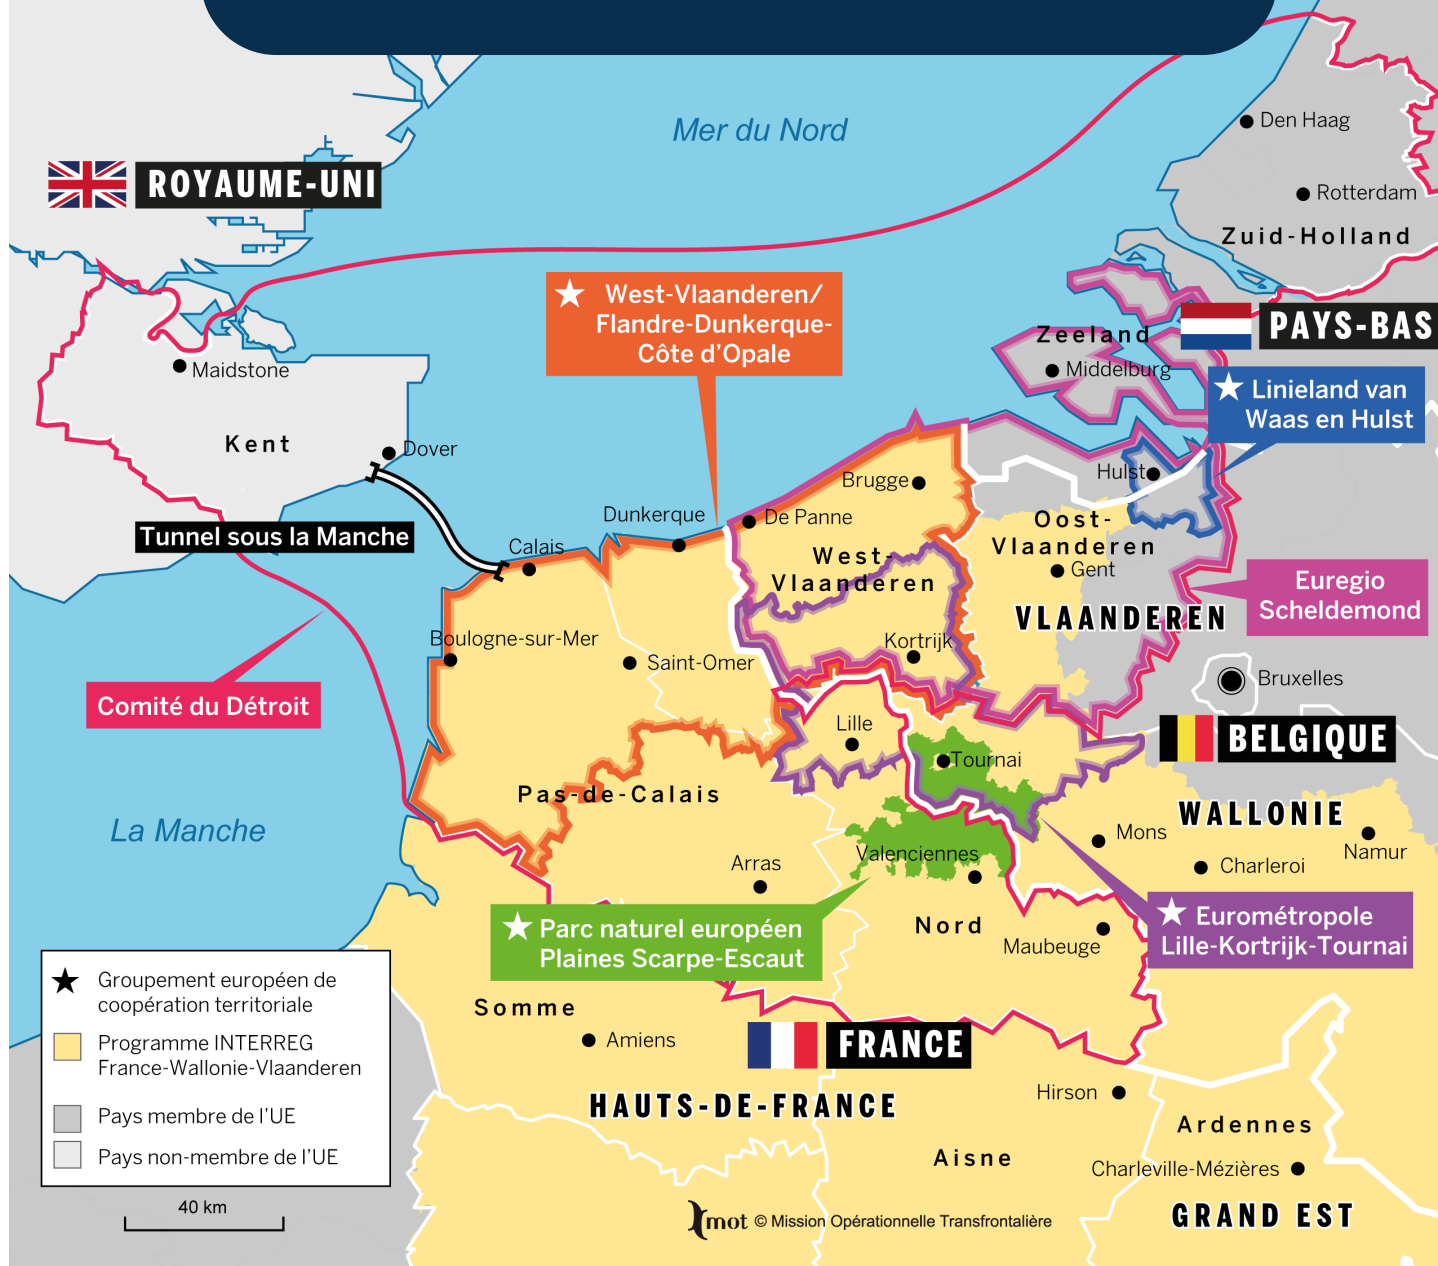 Mer du Nord
Den Haag
ROYAUME-UNI
Rotterdam
Zuid-Holland
West-Vlaanderen/
Flandre-Dunkerque-
Côte d'Opale
PAYS-BAS
Zeeland
Maidstone
Middelburg
Linieland van
Waas en Hulst
Kent
Dover
Hulst
Brugge
Dunkerque
De Panne
Oost-
Vlaanderen
Tunnel sous la Manche
Calais
West-
Vlaanderen
Gent
Euregio
Scheldemond
VLAANDEREN
Boulogne-sur-Mer
Kortrijk
Saint-Omer
Bruxelles
Comité du Détroit
Lille
BELGIQUE
Tournai
Pas-de-Calais
WALLONIE
La Manche
Mons
Namur
Valenciennes
Arras
Charleroi
Parc naturel européen
Plaines Scarpe-Escaut
Nord
Maubeuge
Eurométropole
Lille-Kortrijk-Tournai
Groupement européen de
coopération territoriale
Somme
Programme INTERREG
France-Wallonie-Vlaanderen
Amiens
FRANCE
Hirson
Pays membre de l'UE
HAUTS-DE-FRANCE
Ardennes
Pays non-membre de l'UE
Aisne
Charleville-Mézières
40 km
GRAND EST
mot © Mission Opérationnelle Transfrontalière